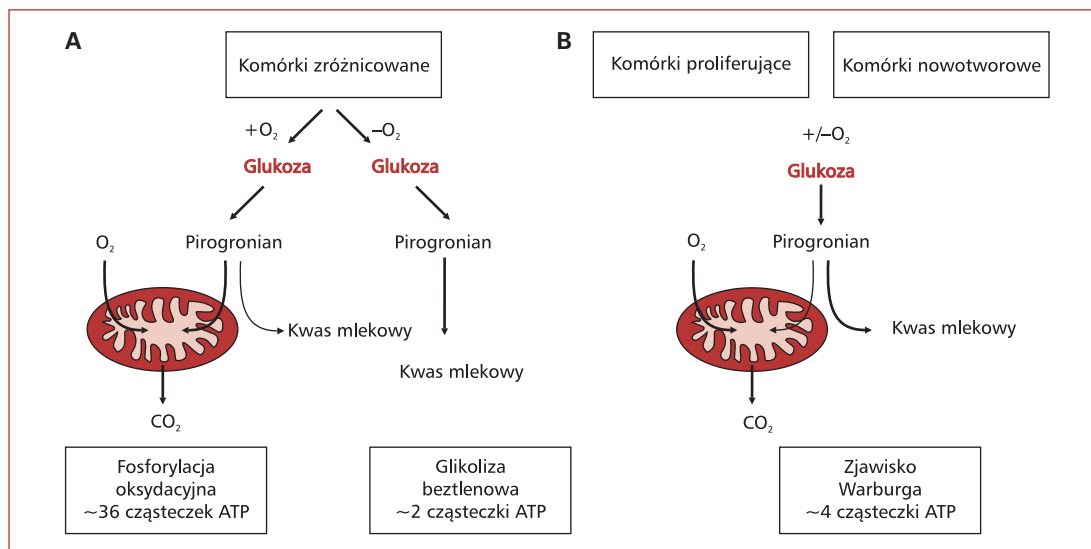 A
Komórki zróżnicowane
+O₂
−O₂
Glukoza
Glukoza
O₂
Pirogronian
Pirogronian
Kwas mlekowy
Kwas mlekowy
CO₂
Fosforylacja
oksydacyjna
~36 cząsteczek ATP
Glikoliza
beztlenowa
~2 cząsteczki ATP
B
Komórki proliferujące
Komórki nowotworowe
+/−O₂
Glukoza
O₂
Pirogronian
Kwas mlekowy
CO₂
Zjawisko
Warburga
~4 cząsteczki ATP